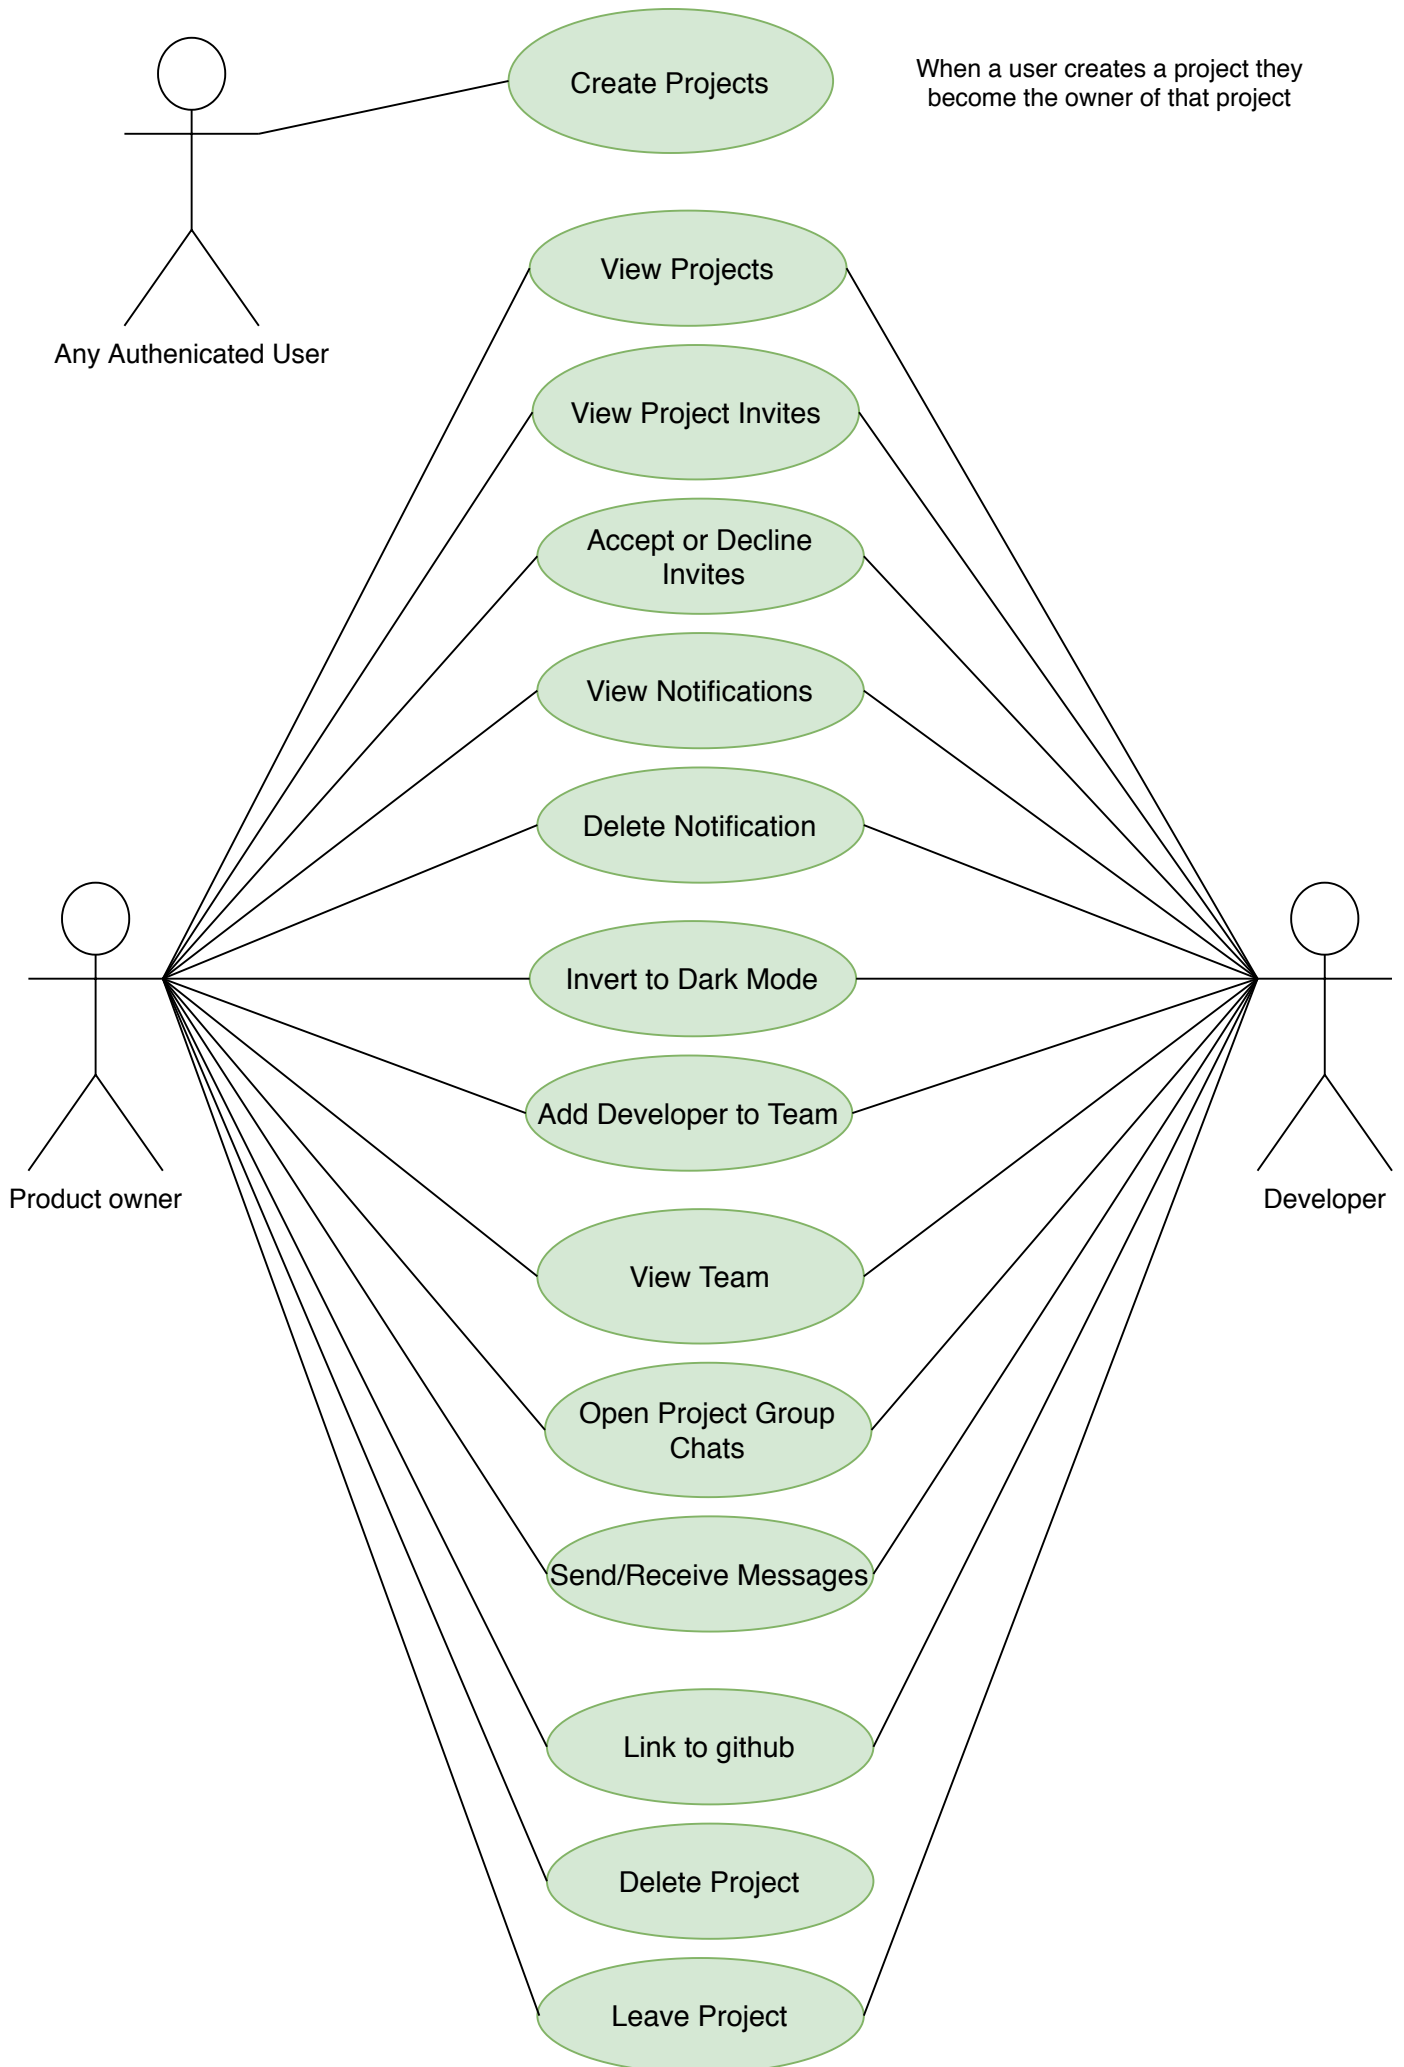 Create Projects
When a user creates a project they
become the owner of that project
View Projects
Any Authenicated User
View Project Invites
Accept or Decline
Invites
View Notifications
Delete Notification
Invert to Dark Mode
Add Developer to Team
Product owner
Developer
View Team
Open Project Group
Chats
Send/Receive Messages
Link to github
Delete Project
Leave Project